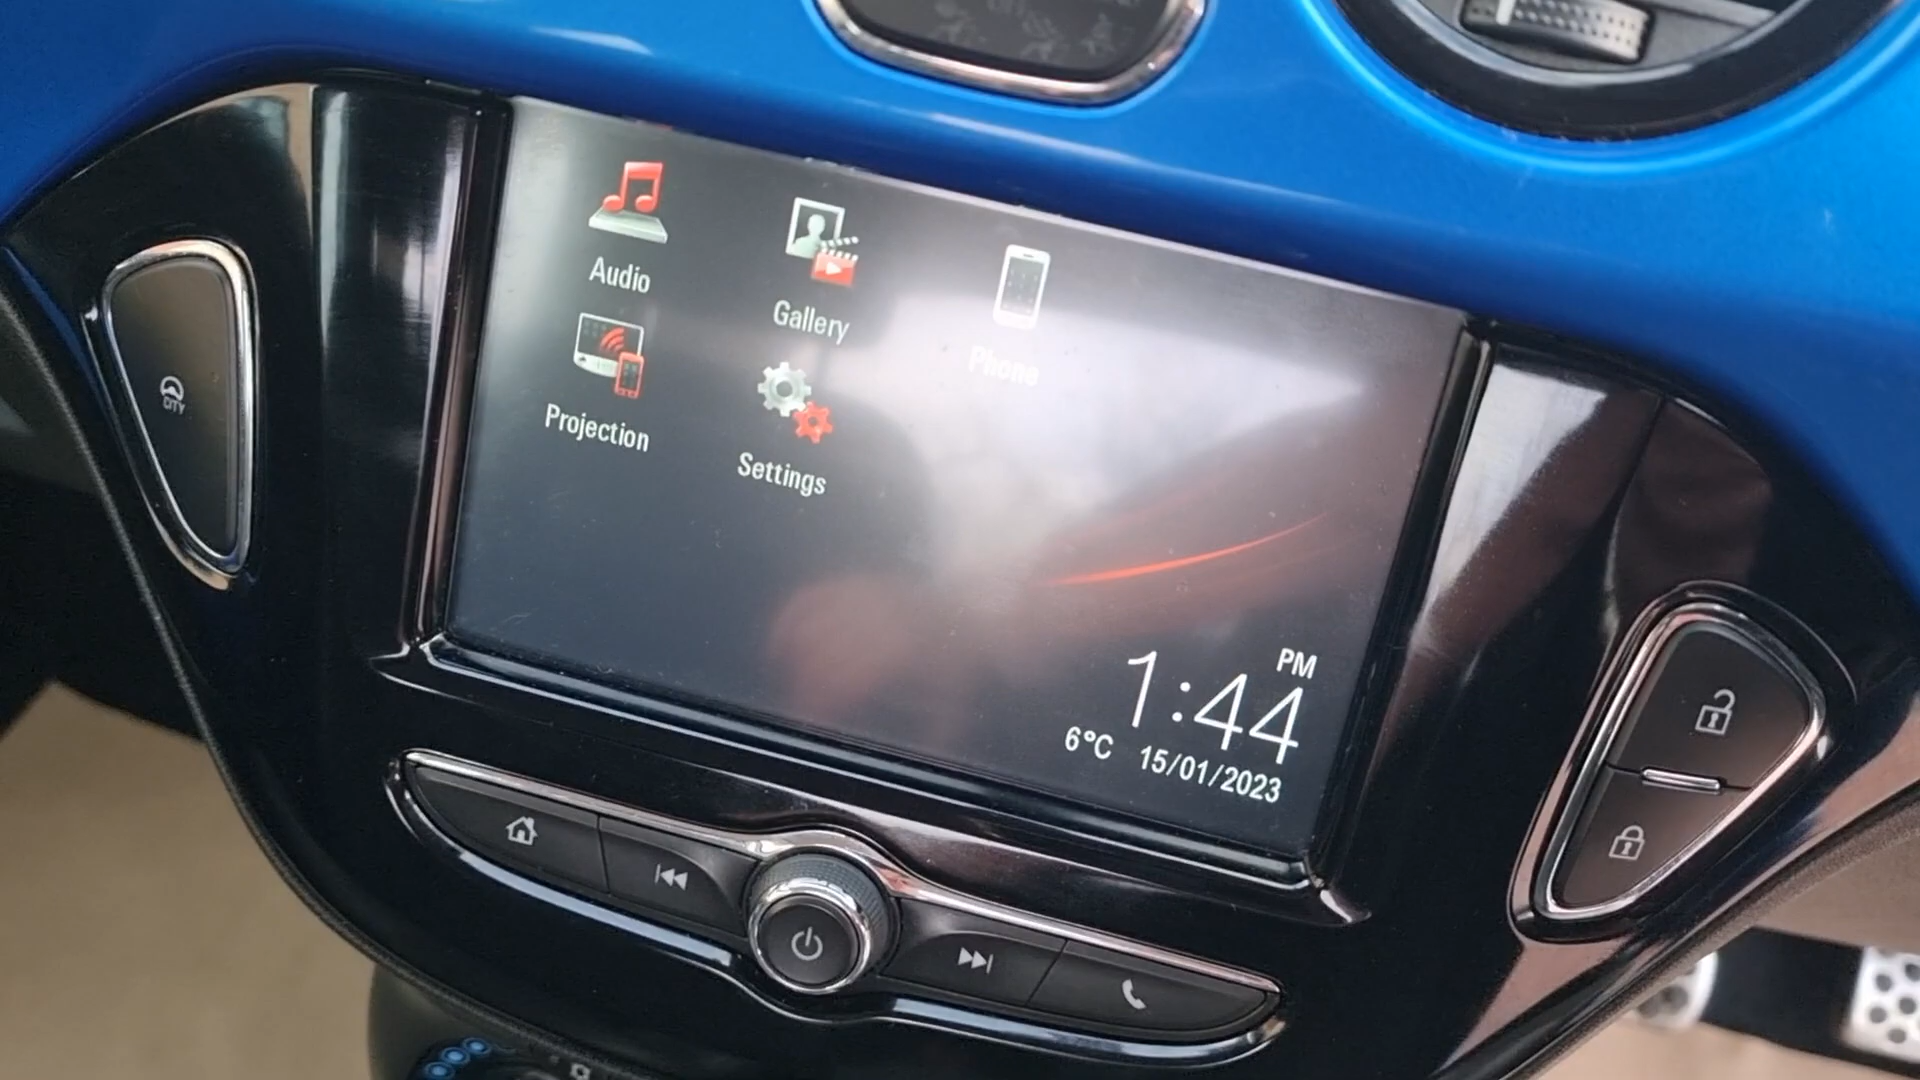 Audio
Gallery
Phone
Projection
Settings
PM
1:44
6°C 15/01/2023
CITY